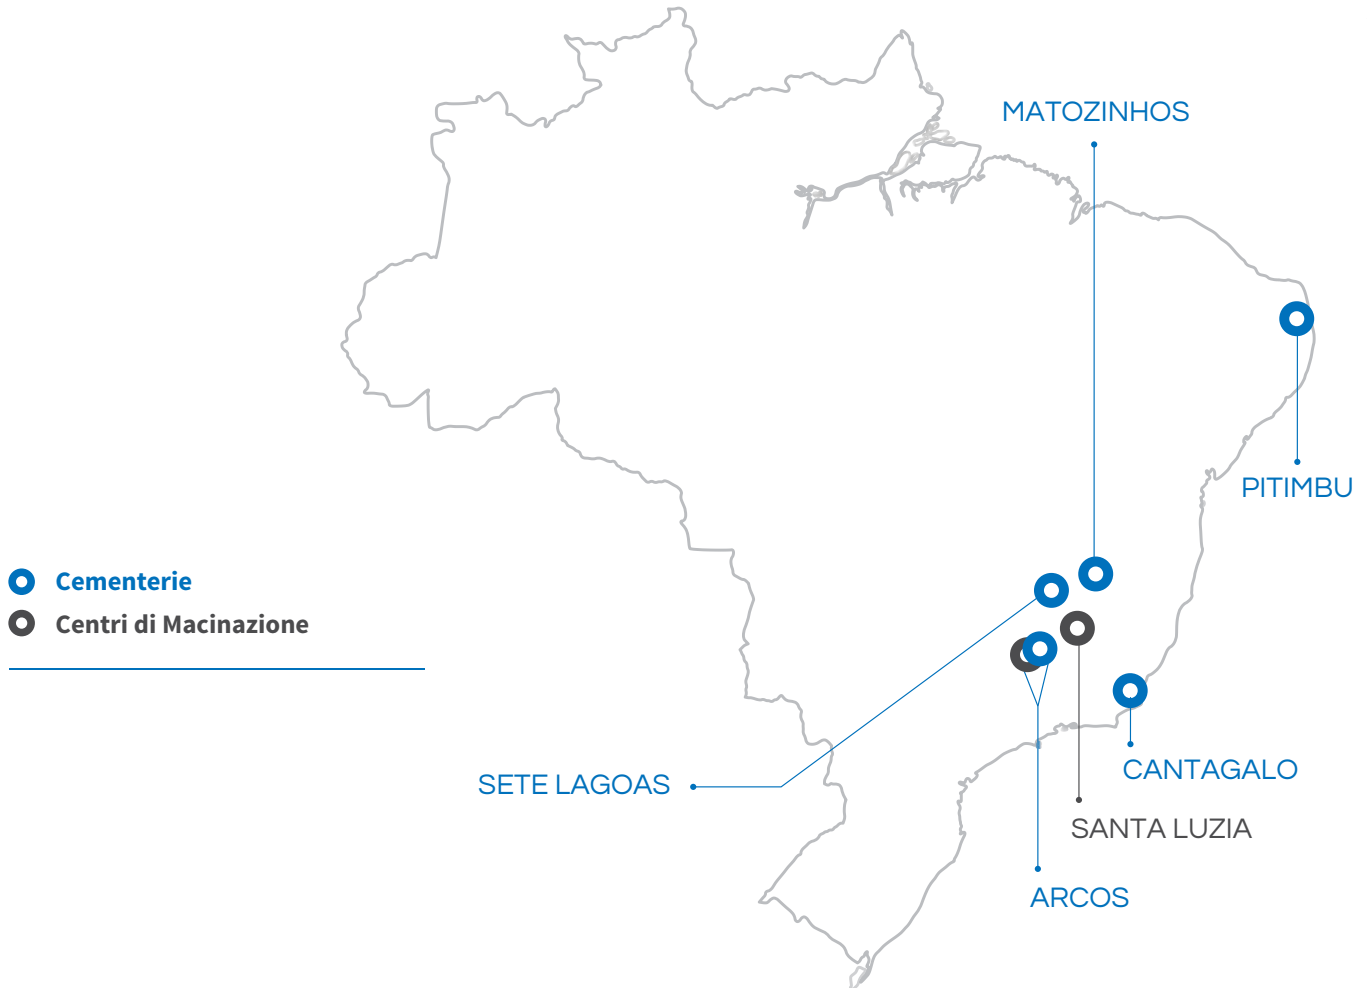 MATOZINHOS
PITIMBU
Cementerie
Centri di Macinazione
SETE LAGOAS
CANTAGALO
SANTA LUZIA
ARCOS